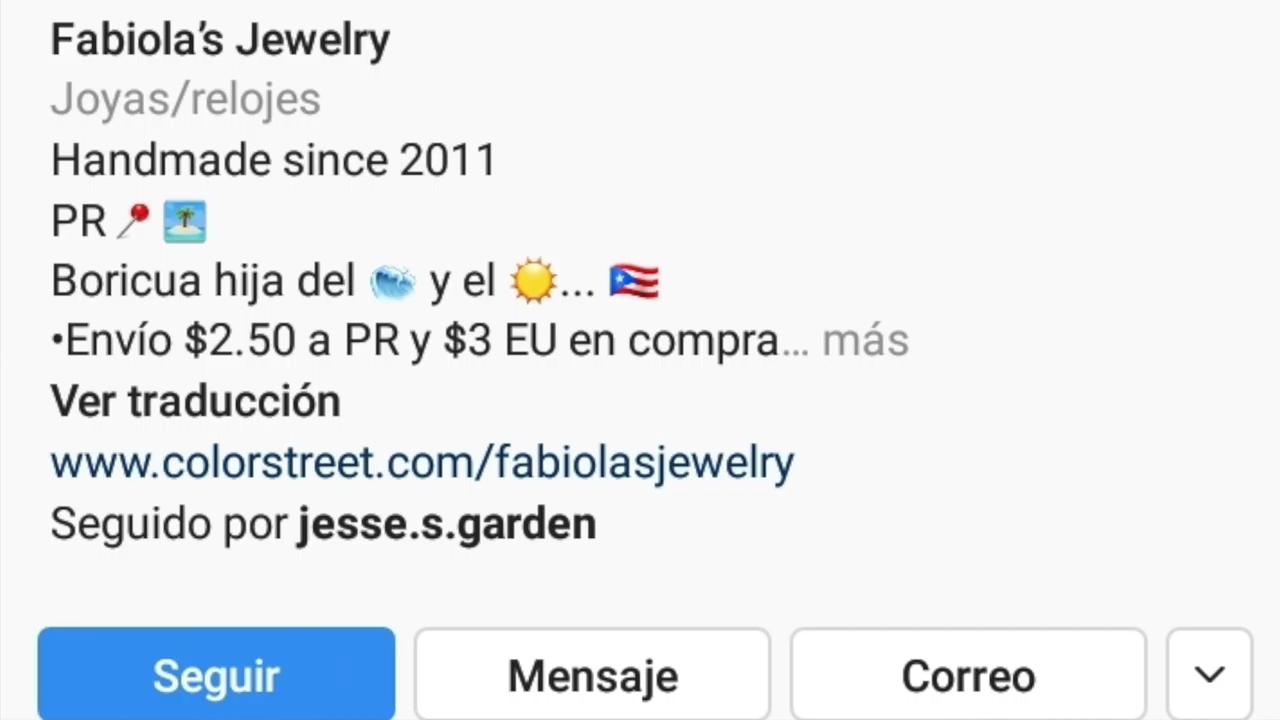 Fabiola’s Jewelry
Joyas/relojes
Handmade since 2011
PR📍🏝️
Boricua hija del 🌊 y el ☀️... 🇵🇷
•Envío $2.50 a PR y $3 EU en compra... más
Ver traducción
www.colorstreet.com/fabiolasjewelry
Seguido por jesse.s.garden
Seguir Mensaje Correo